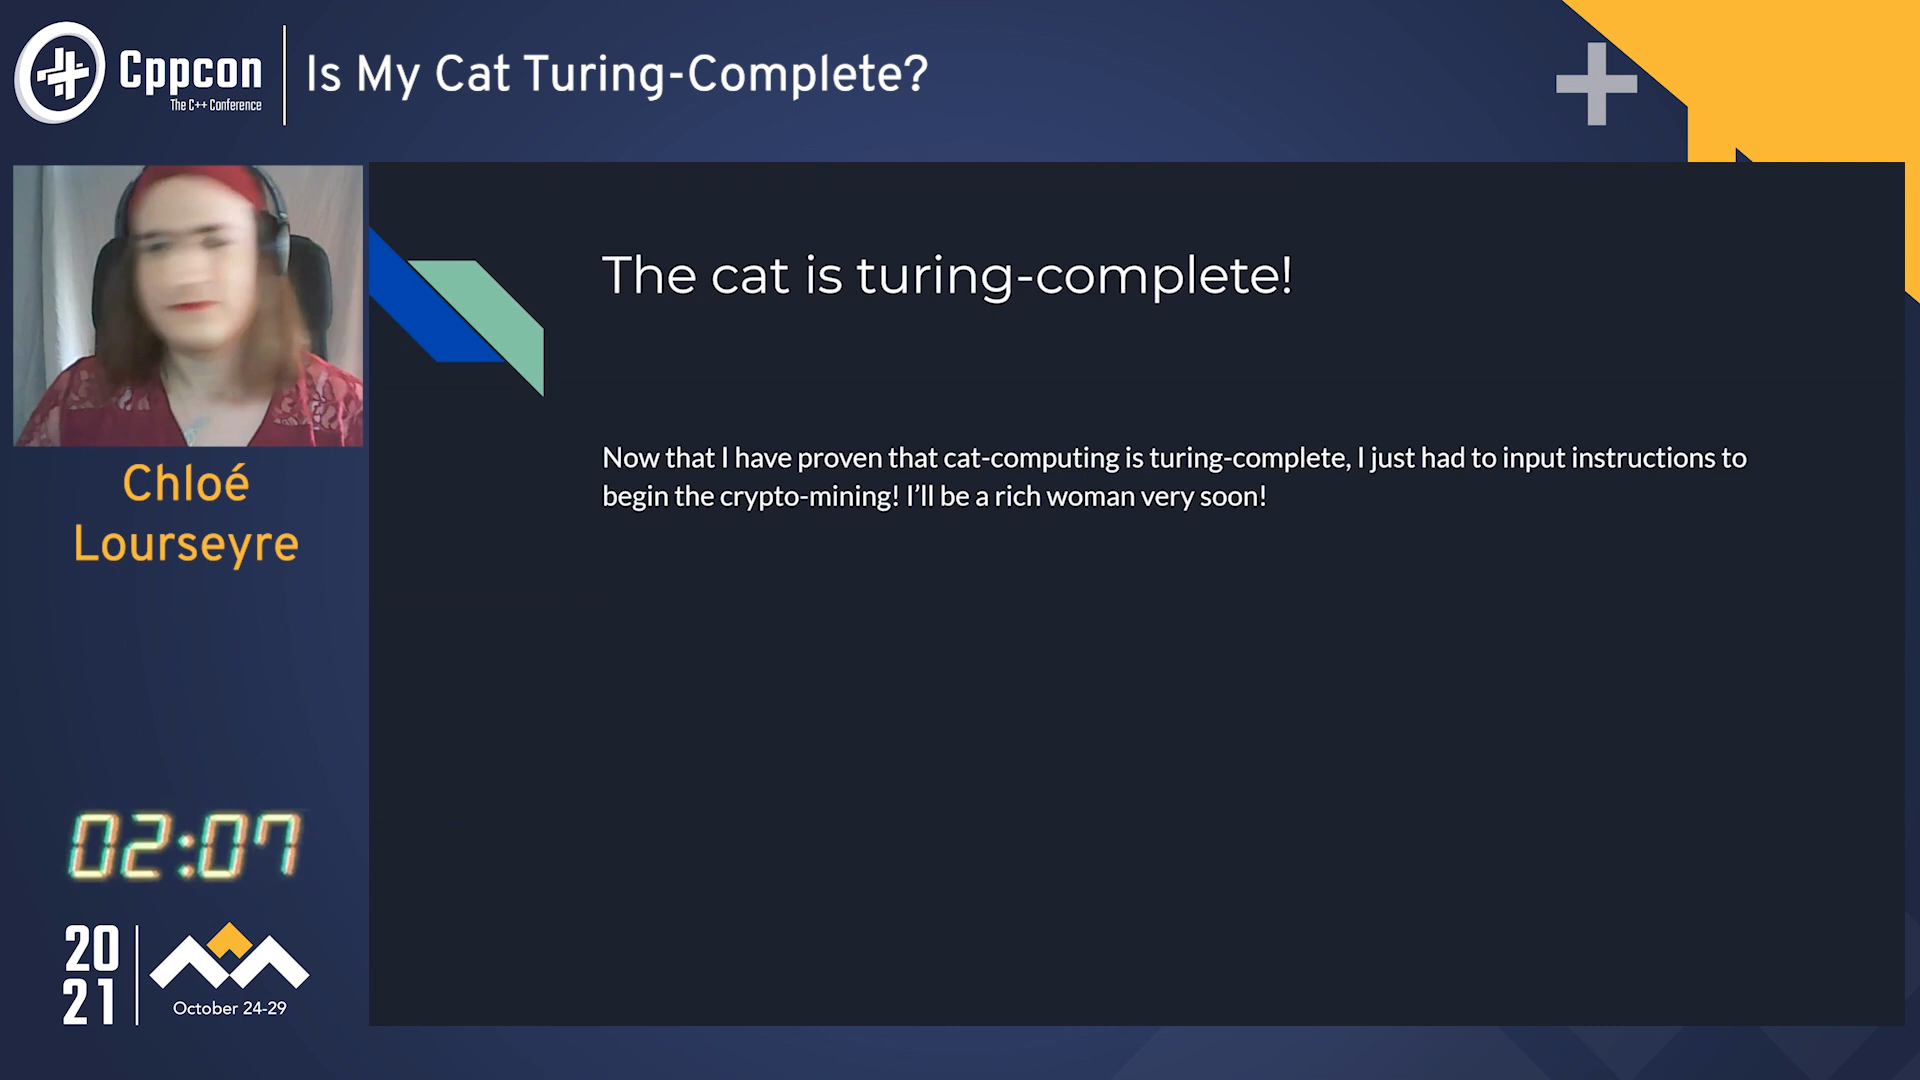 Cppcon
The C++ Conference
Is My Cat Turing-Complete?
The cat is turing-complete!
Now that I have proven that cat-computing is turing-complete, I just had to input instructions to
begin the crypto-mining! I'll be a rich woman very soon!
Chloé
Lourseyre
02:07
20
21
October 24-29